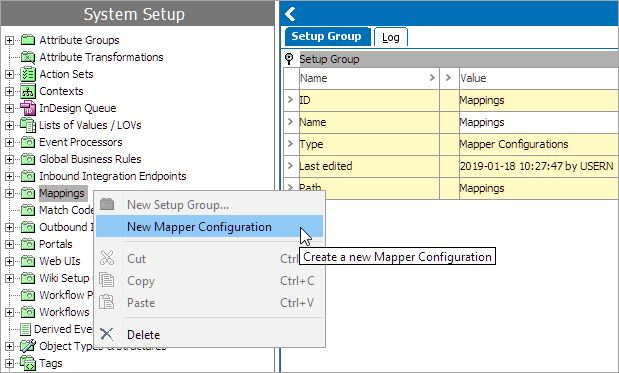 System Setup
Attribute Groups
Attribute Transformations
Action Sets
Contexts
InDesign Queue
Lists of Values / LOVs
Event Processors
Global Business Rules
Inbound Integration Endpoints
Mappings
Match Code
Outbound I
Portals
Web UIs
Wiki Setup
Workflow P
Workflows
Derived Eve
Object Types & Structures
Tags
New Setup Group...
New Mapper Configuration
Cut Ctrl
Copy Ctrl+C
Paste Ctrl+V
Delete
Create a new Mapper Configuration
Setup Group Log
Setup Group
Name > > Value
> ID Mappings
> Name Mappings
> Type Mapper Configurations
> Last edited 2019-01-18 10:27:47 by USERN
> Path Mappings